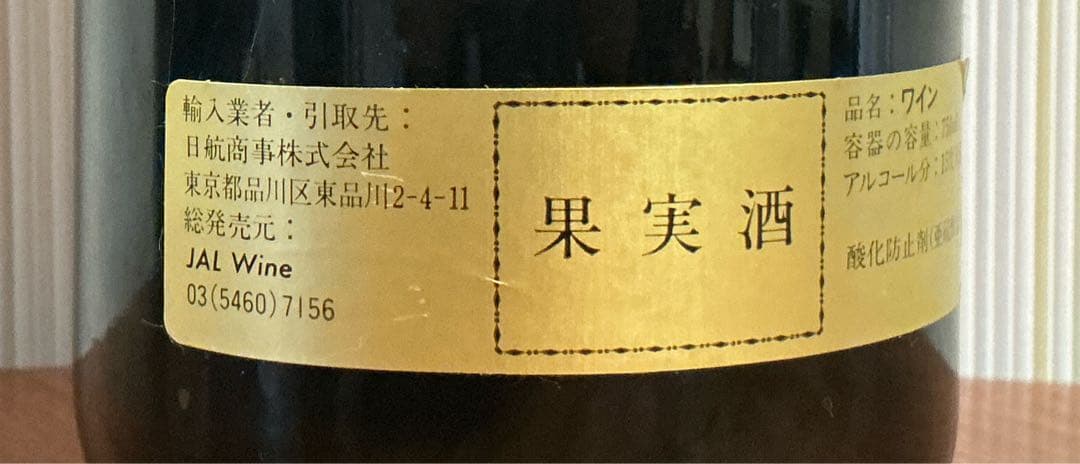 輸入業者・引取先：
日航商事株式会社
東京都品川区東品川2-4-11
総発売元：
JAL Wine
03(5460)7156
果実酒
品名：ワイン
容器の容量：750
アルコール分：
酸化防止剤